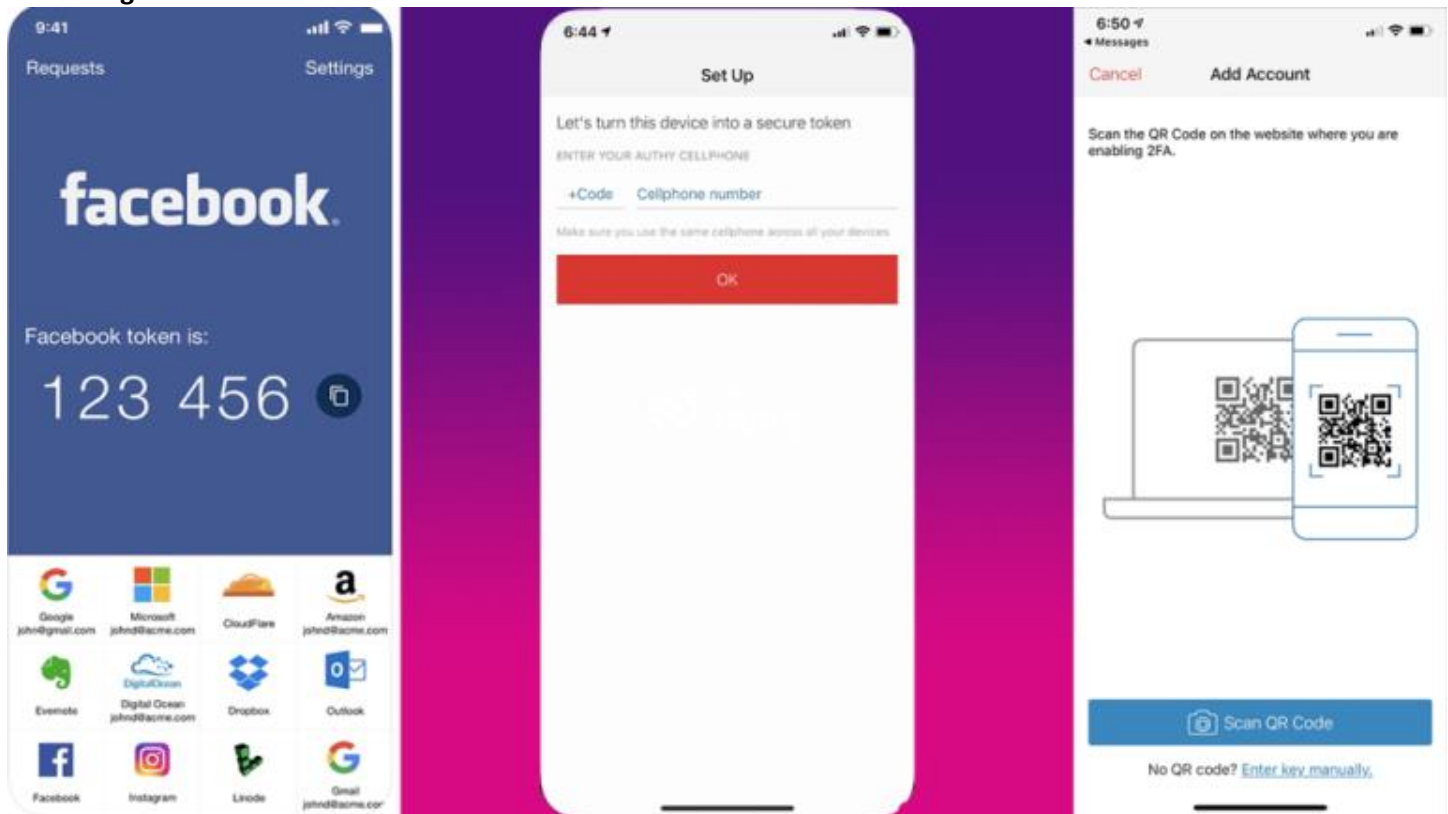 9:41
Requests
Settings
facebook.
Facebook token is:
123 456
Google
john@gmail.com
Microsoft
johnd@acme.com
CloudFlare
a
Amazon
johnd@acme.com
Evernote
DigitalOcean
Digital Ocean
johnd@acme.com
Dropbox
Outlook
Facebook
Instagram
Linode
Gmail
johnd@acme.cor
6:44
Set Up
Let's turn this device into a secure token
ENTER YOUR AUTHY CELLPHONE
+Code Cellphone number
Make sure you use the same cellphone across all your devices
OK
6:50
Messages
Cancel
Add Account
Scan the QR Code on the website where you are
enabling 2FA.
Scan QR Code
No QR code? Enter key manually.